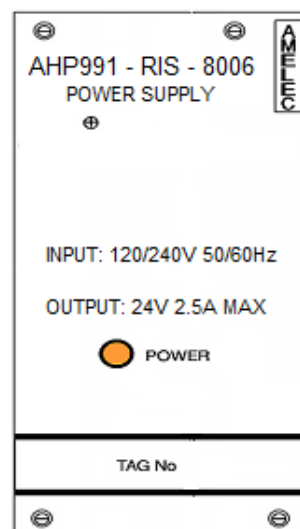 AMELEC
AHP991 - RIS - 8006
POWER SUPPLY
INPUT: 120/240V 50/60Hz
OUTPUT: 24V 2.5A MAX
POWER
TAG No